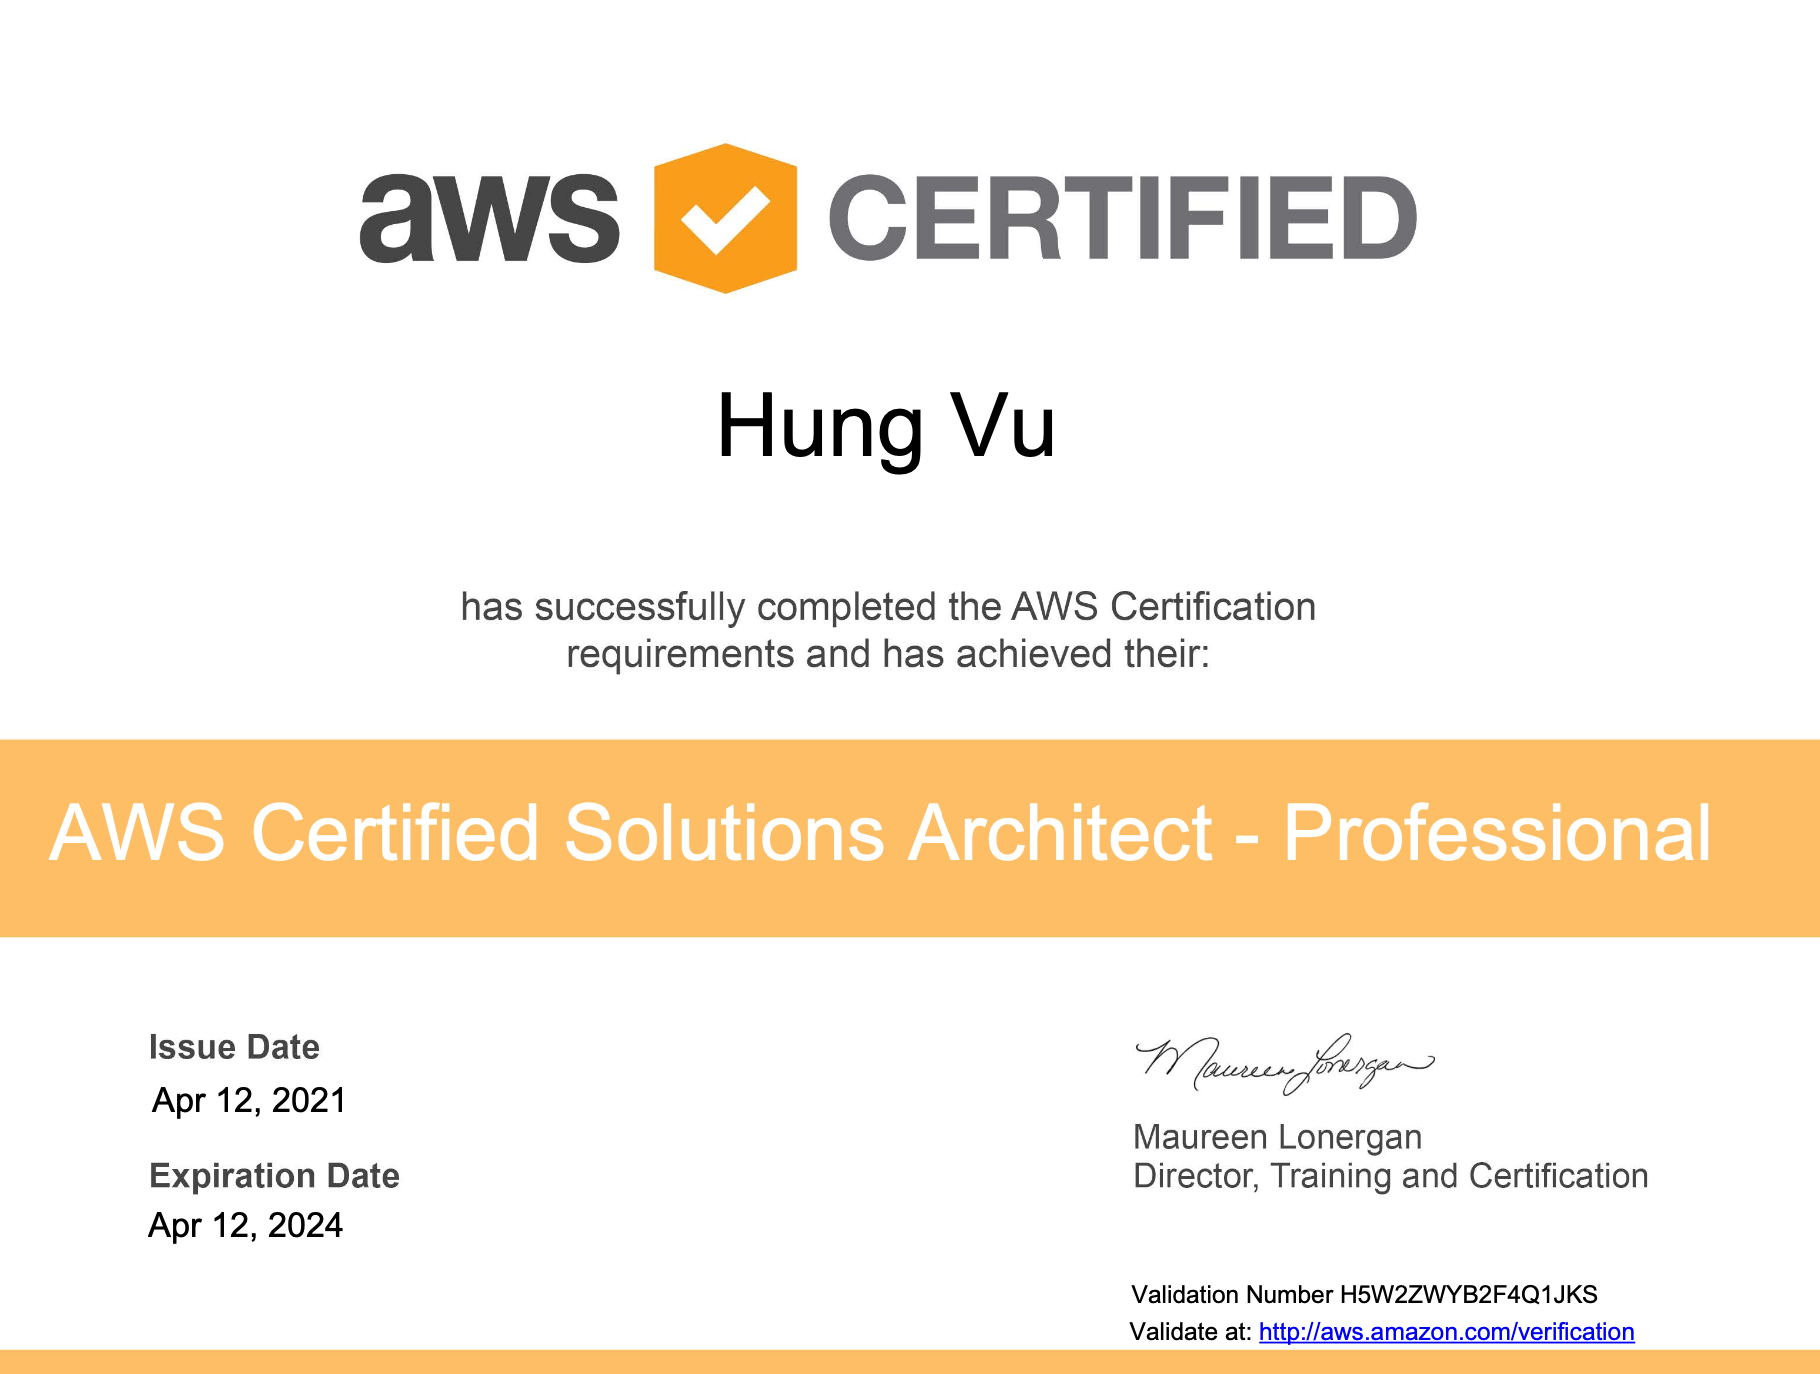 aws CERTIFIED
Hung Vu
has successfully completed the AWS Certification
requirements and has achieved their:
AWS Certified Solutions Architect - Professional
Issue Date
Apr 12, 2021
Expiration Date
Apr 12, 2024
Maureen Lonergan
Maureen Lonergan
Director, Training and Certification
Validation Number H5W2ZWYB2F4Q1JKS
Validate at: http://aws.amazon.com/verification